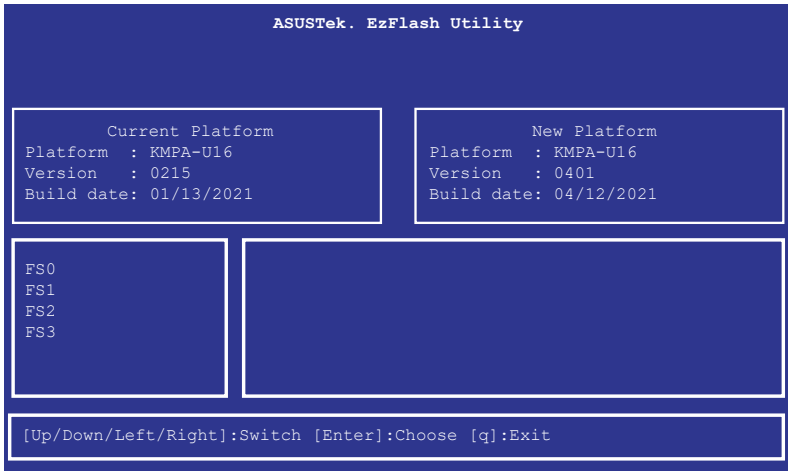 ASUSTek. EzFlash Utility
Current Platform
Platform : KMPA-U16
Version : 0215
Build date: 01/13/2021
New Platform
Platform : KMPA-U16
Version : 0401
Build date: 04/12/2021
FS0
FS1
FS2
FS3
[Up/Down/Left/Right]:Switch [Enter]:Choose [q]:Exit